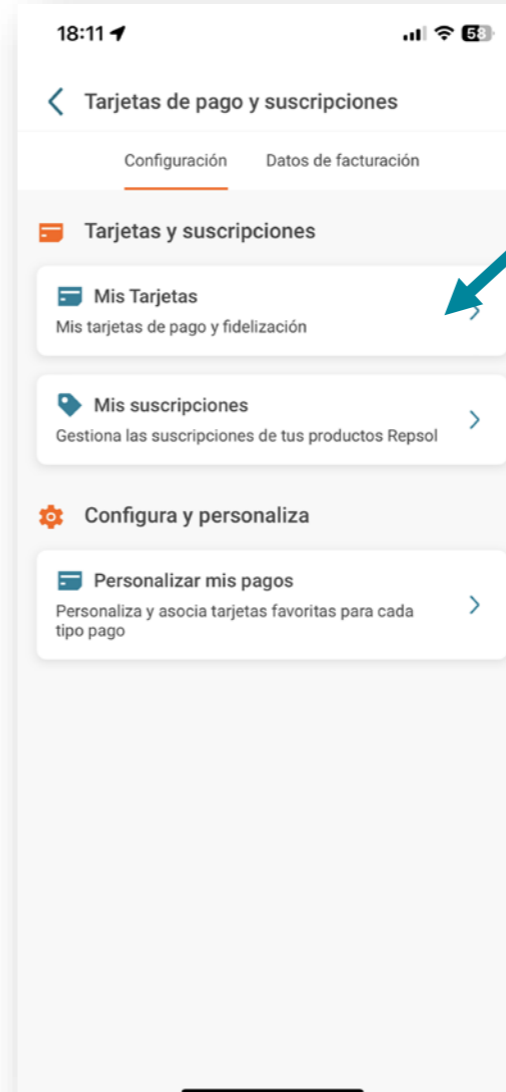 18:11
58
Tarjetas de pago y suscripciones
Configuración Datos de facturación
Tarjetas y suscripciones
Mis Tarjetas
Mis tarjetas de pago y fidelización
Mis suscripciones
Gestiona las suscripciones de tus productos Repsol
Configura y personaliza
Personalizar mis pagos
Personaliza y asocia tarjetas favoritas para cada
tipo pago